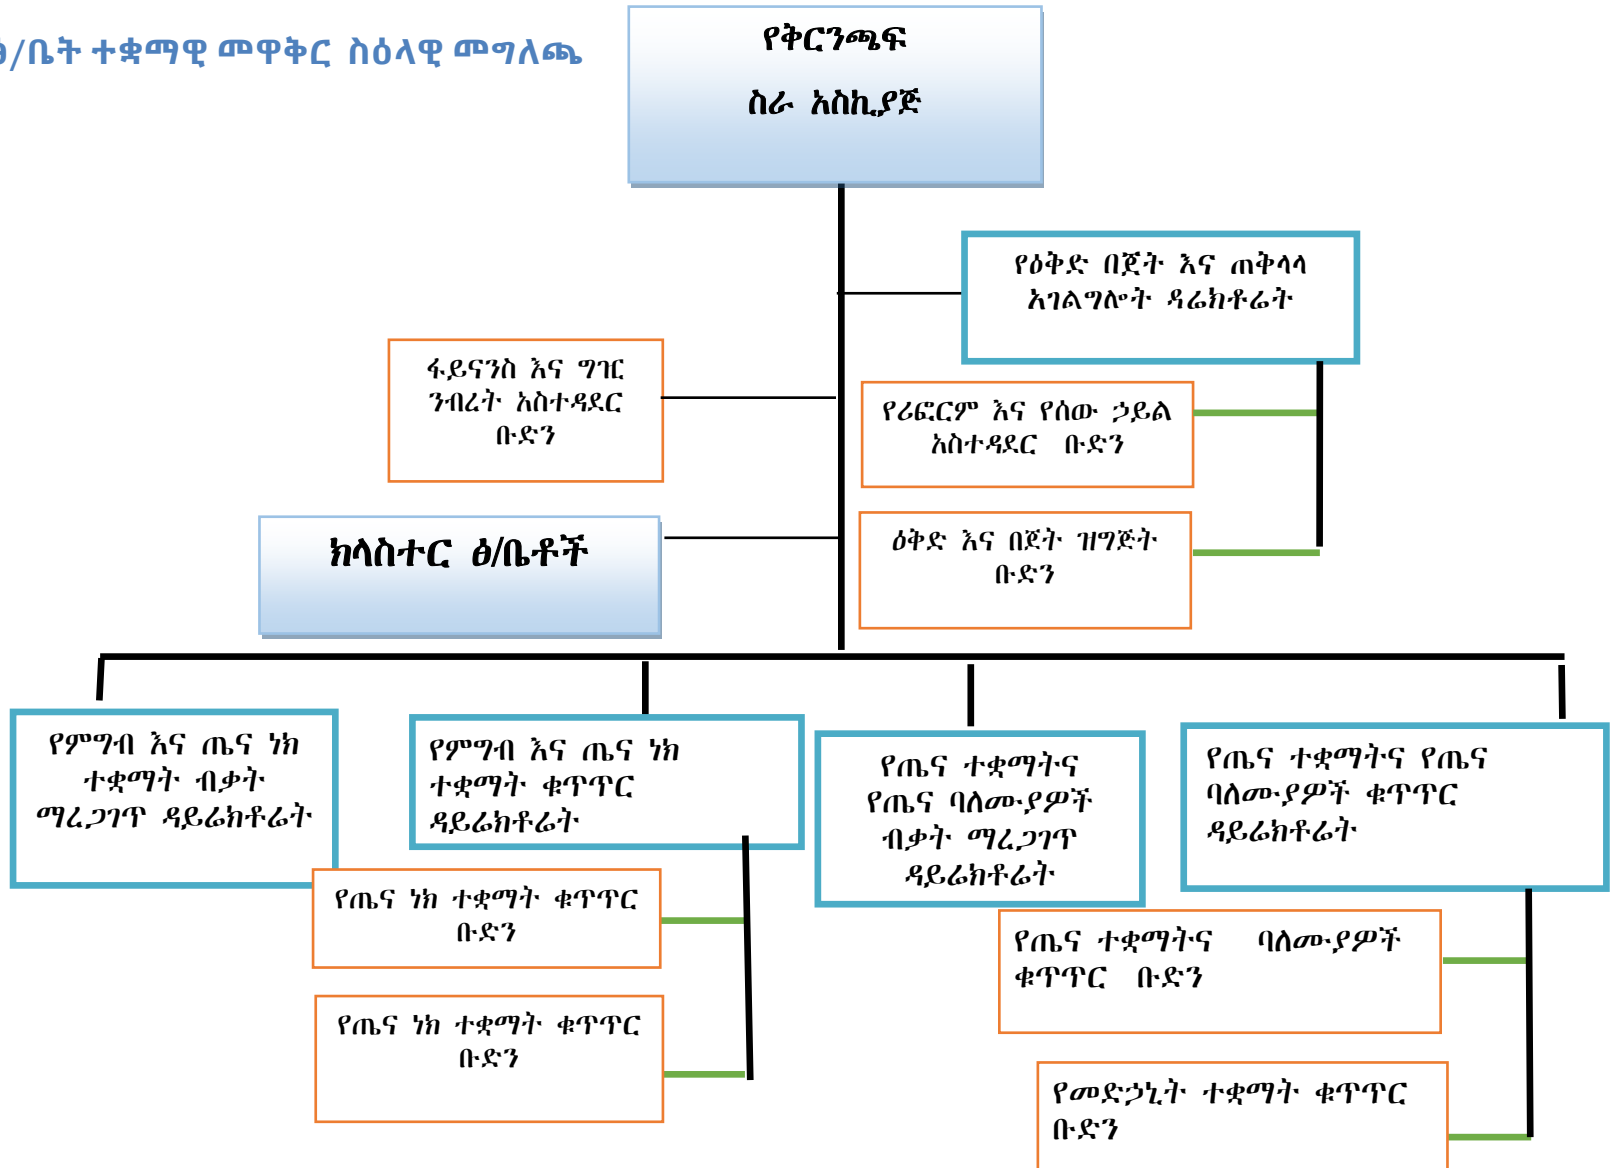 ፅ/ቤት ተቋማዊ መዋቅር ስዕላዊ መግለጫ
የቅርንጫፍ
ስራ አስኪያጅ
የዕቅድ በጀት እና ጠቅላላ
አገልግሎት ዳሬክቶሬት
ፋይናንስ እና ግዢ
ንብረት አስተዳደር
ቡድን
የሪፎርም እና የሰው ኃይል
አስተዳደር ቡድን
ክላስተር ፅ/ቤቶች
ዕቅድ እና በጀት ዝግጅት
ቡድን
የምግብ እና ጤና ነክ
ተቋማት ብቃት
ማረጋገጥ ዳይሬክቶሬት
የምግብ እና ጤና ነክ
ተቋማት ቁጥጥር
ዳይሬክቶሬት
የጤና ተቋማትና
የጤና ባለሙያዎች
ብቃት ማረጋገጥ
ዳይሬክቶሬት
የጤና ተቋማትና የጤና
ባለሙያዎች ቁጥጥር
ዳይሬክቶሬት
የጤና ነክ ተቋማት ቁጥጥር
ቡድን
የጤና ነክ ተቋማት ቁጥጥር
ቡድን
የጤና ተቋማትና ባለሙያዎች
ቁጥጥር ቡድን
የመድኃኒት ተቋማት ቁጥጥር
ቡድን